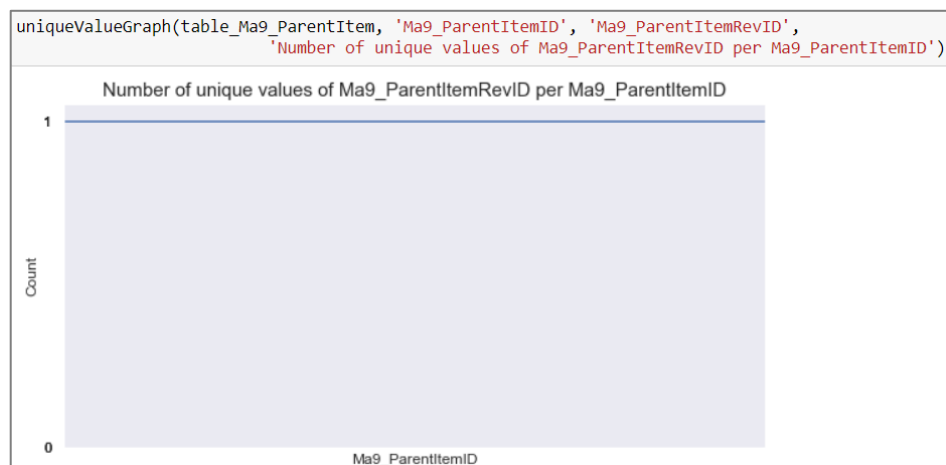 uniqueValueGraph(table_Ma9_ParentItem, 'Ma9_ParentItemID', 'Ma9_ParentItemRevID',
'Number of unique values of Ma9_ParentItemRevID per Ma9_ParentItemID')
Number of unique values of Ma9_ParentItemRevID per Ma9_ParentItemID
1
Count
0
Ma9_ParentItemID